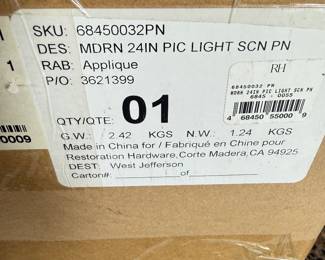 SKU: 68450032PN
DES: MDRN 24IN PIC LIGHT SCN PN
RAB: Applique
P/O: 3621399
RH
68450032 PN
MDRN 24IN PIC LIGHT SCN PN
6845 - 0055
4 68450 55000 9
QTY/QTE: 01
G.W.: 2.42 KGS N.W.: 1.24 KGS
Made in China for / Fabriqué en Chine pour
Restoration Hardware,Corte Madera,CA 94925
DEST: West Jefferson
Carton#: of
1
0009